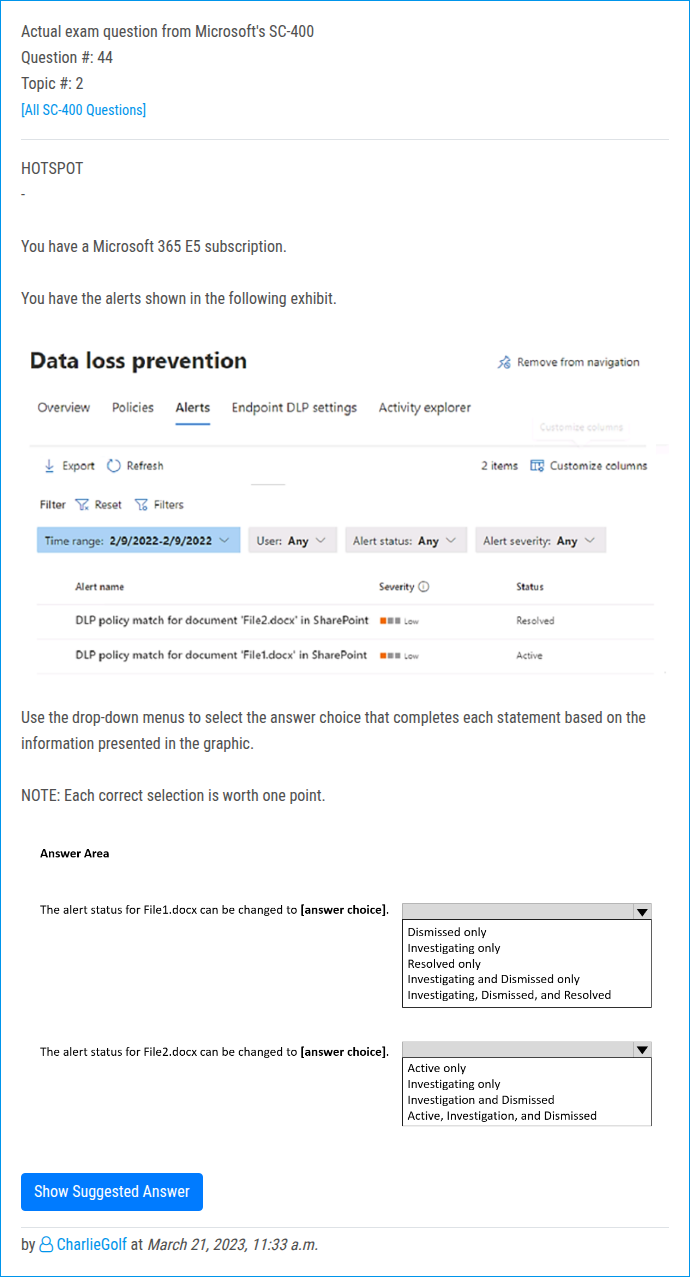 Actual exam question from Microsoft's SC-400
Question #: 44
Topic #: 2
[All SC-400 Questions]
HOTSPOT
-
You have a Microsoft 365 E5 subscription.
You have the alerts shown in the following exhibit.
Data loss prevention
Remove from navigation
Overview Policies Alerts Endpoint DLP settings Activity explorer
Customize columns
Export Refresh 2 items Customize columns
Filter Reset Filters
Time range: 2/9/2022-2/9/2022 User: Any Alert status: Any Alert severity: Any
Alert name Severity Status
DLP policy match for document 'File2.docx' in SharePoint Low Resolved
DLP policy match for document 'File1.docx' in SharePoint Low Active
Use the drop-down menus to select the answer choice that completes each statement based on the
information presented in the graphic.
NOTE: Each correct selection is worth one point.
Answer Area
The alert status for File1.docx can be changed to [answer choice].
Dismissed only
Investigating only
Resolved only
Investigating and Dismissed only
Investigating, Dismissed, and Resolved
The alert status for File2.docx can be changed to [answer choice].
Active only
Investigating only
Investigation and Dismissed
Active, Investigation, and Dismissed
Show Suggested Answer
by CharlieGolf at March 21, 2023, 11:33 a.m.